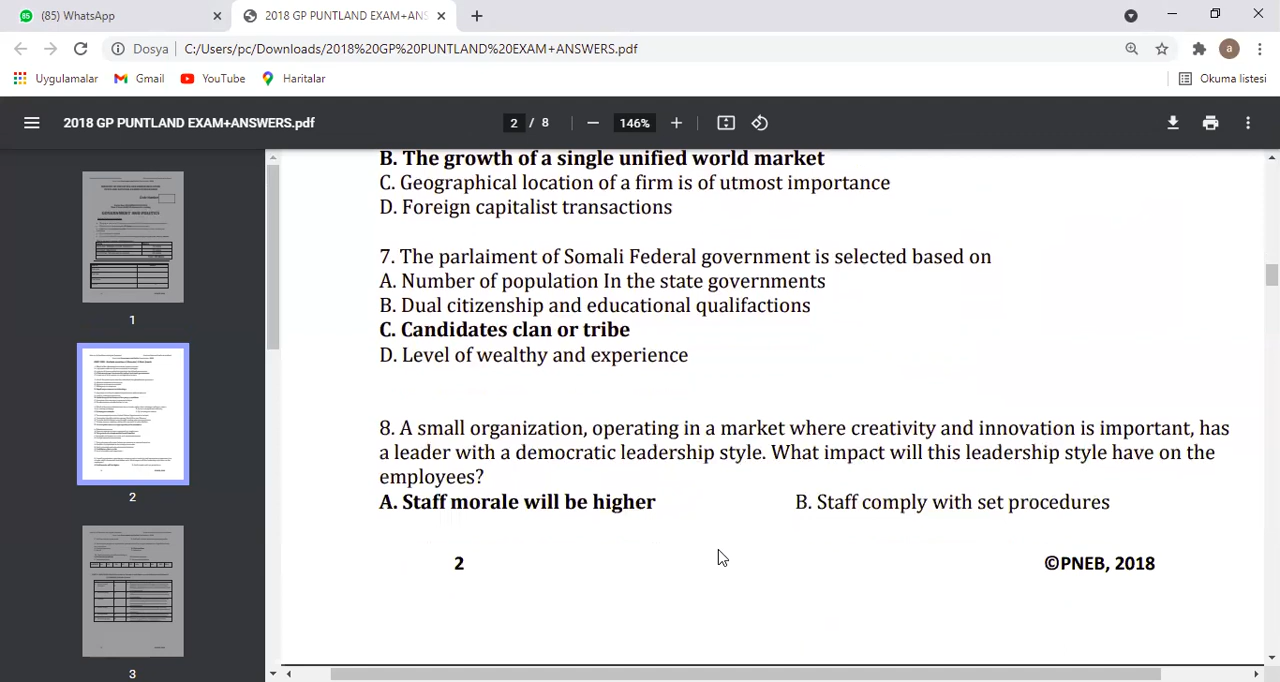 (85) WhatsApp
2018 GP PUNTLAND EXAM+ANS
Dosya C:/Users/pc/Downloads/2018%20GP%20PUNTLAND%20EXAM+ANSWERS.pdf
a
Uygulamalar Gmail YouTube Haritalar Okuma listesi
2018 GP PUNTLAND EXAM+ANSWERS.pdf 2 / 8 146%
B. The growth of a single unified world market
C. Geographical location of a firm is of utmost importance
D. Foreign capitalist transactions
7. The parlaiment of Somali Federal government is selected based on
A. Number of population In the state governments
B. Dual citizenship and educational qualifactions
C. Candidates clan or tribe
D. Level of wealthy and experience
8. A small organization, operating in a market where creativity and innovation is important, has
a leader with a democratic leadership style. What impact will this leadership style have on the
employees?
A. Staff morale will be higher B. Staff comply with set procedures
2 ©PNEB, 2018
1
2
3